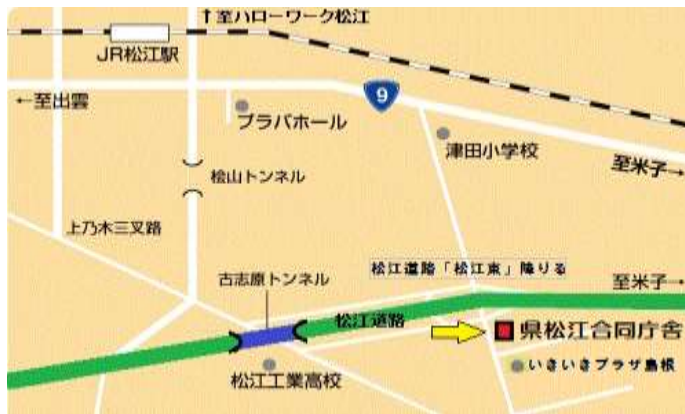 ↑至ハローワーク松江
JR松江駅
←至出雲
9
プラバホール
津田小学校
至米子→
桧山トンネル
上乃木三叉路
松江道路「松江東」降りる
古志原トンネル
至米子→
松江道路
県松江合同庁舎
いきいきプラザ島根
松江工業高校